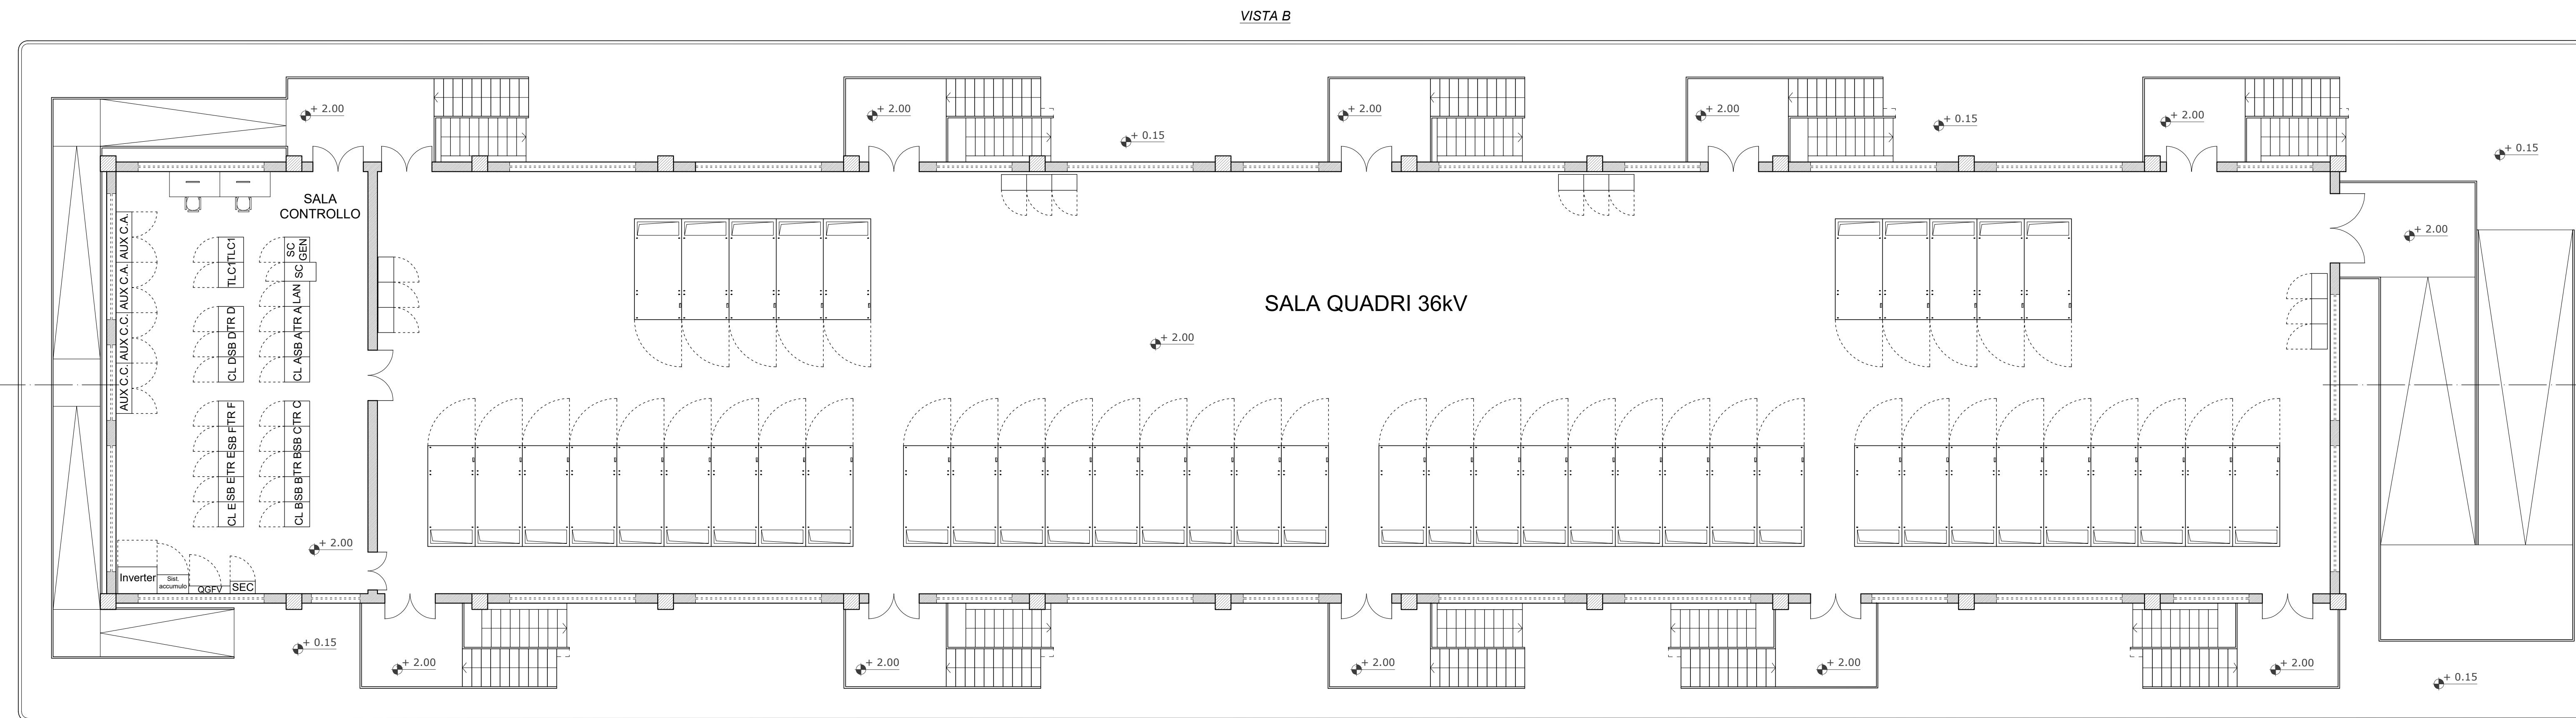 VISTA B
+ 2.00
+ 2.00
+ 2.00
+ 2.00
+ 2.00
+ 0.15
+ 0.15
+ 0.15
SALA
CONTROLLO
AUX C.A.
AUX C.A.
AUX C.C.
AUX C.C.
TLC1
TLC1
SC
GEN
SC
LAN
TR D
SB D
CL D
TR A
SB A
CL A
TR F
SB F
CL E
SB E
TR E
TR C
SB C
TR B
SB B
CL B
SALA QUADRI 36kV
+ 2.00
+ 2.00
+ 2.00
Inverter
Sist.
accumulo
QGFV
SEC
+ 0.15
+ 2.00
+ 2.00
+ 2.00
+ 2.00
+ 2.00
+ 0.15